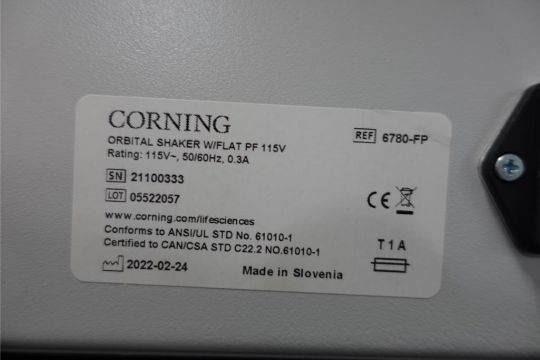 CORNING
ORBITAL SHAKER W/FLAT PF 115V
REF 6780-FP
Rating: 115V~, 50/60Hz, 0.3A
SN 21100333
LOT 05522057
CE
www.corning.com/lifesciences
Conforms to ANSI/UL STD No. 61010-1
Certified to CAN/CSA STD C22.2 NO.61010-1
T1A
2022-02-24
Made in Slovenia